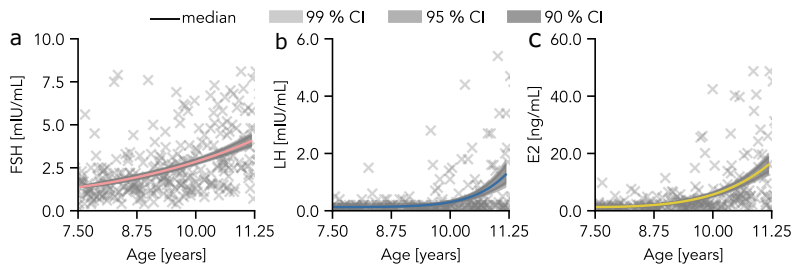 median 99 % CI 95 % CI 90 % CI
a
10.0
7.5
5.0
2.5
0.0
FSH [mIU/mL]
7.50 8.75 10.00 11.25
Age [years]
b
6.0
4.0
2.0
0.0
LH [mIU/mL]
7.50 8.75 10.00 11.25
Age [years]
c
60.0
40.0
20.0
0.0
E2 [ng/mL]
7.50 8.75 10.00 11.25
Age [years]